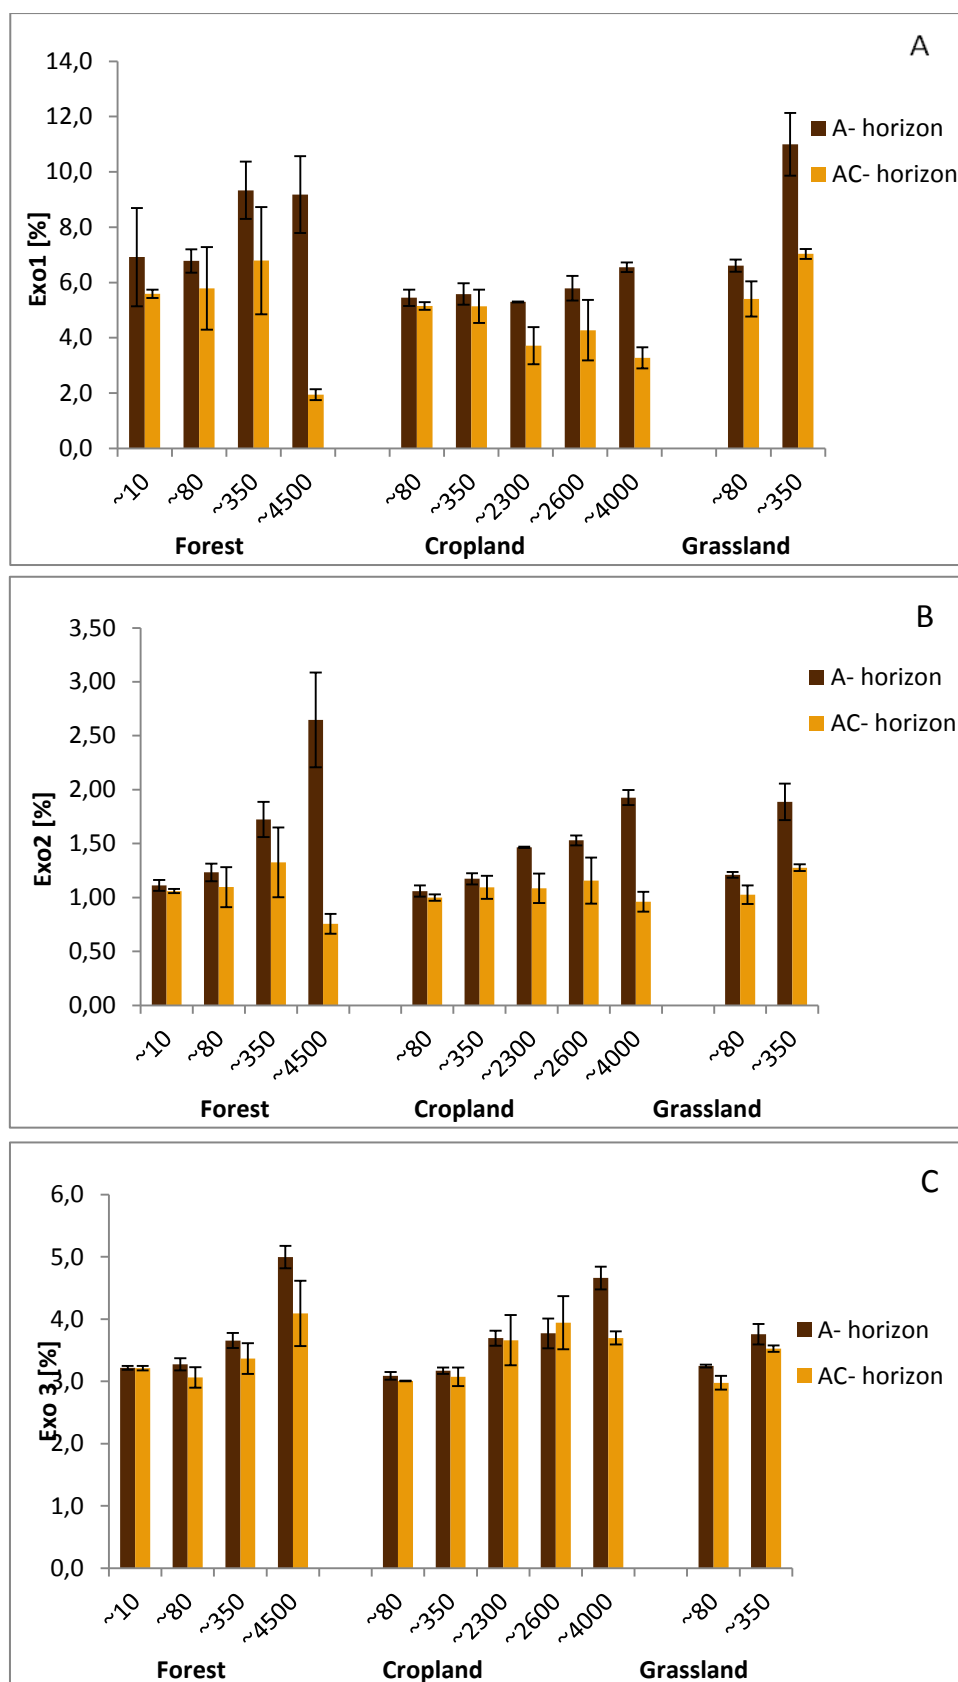 A
14,0
12,0
10,0
8,0
6,0
4,0
2,0
0,0
Exo1 [%]
A- horizon
AC- horizon
~10 ~80 ~350 ~4500 ~80 ~350 ~2300 ~2600 ~4000 ~80 ~350
Forest Cropland Grassland
B
3,50
3,00
2,50
2,00
1,50
1,00
0,50
0,00
Exo2 [%]
A- horizon
AC- horizon
~10 ~80 ~350 ~4500 ~80 ~350 ~2300 ~2600 ~4000 ~80 ~350
Forest Cropland Grassland
C
6,0
5,0
4,0
3,0
2,0
1,0
0,0
Exo 3 [%]
A- horizon
AC- horizon
~10 ~80 ~350 ~4500 ~80 ~350 ~2300 ~2600 ~4000 ~80 ~350
Forest Cropland Grassland